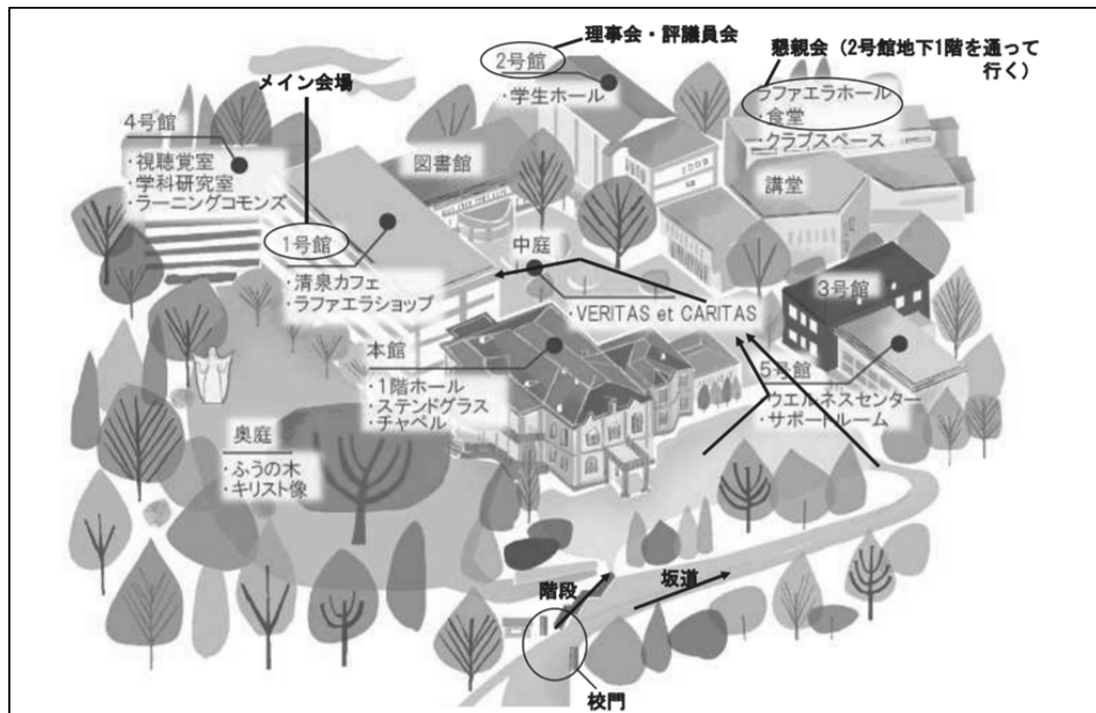 理事会・評議員会
懇親会（2号館地下1階を通って
行く）
2号館
・学生ホール
メイン会場
ラファエラホール
・食堂
・クラブスペース
4号館
・視聴覚室
・学科研究室
・ラーニングコモンズ
図書館
講堂
1号館
・清泉カフェ
・ラファエラショップ
中庭
・VERITAS et CARITAS
3号館
本館
・1階ホール
・ステンドグラス
・チャペル
5号館
・ウエルネスセンター
・サポートルーム
奥庭
・ふうの木
・キリスト像
階段
坂道
校門